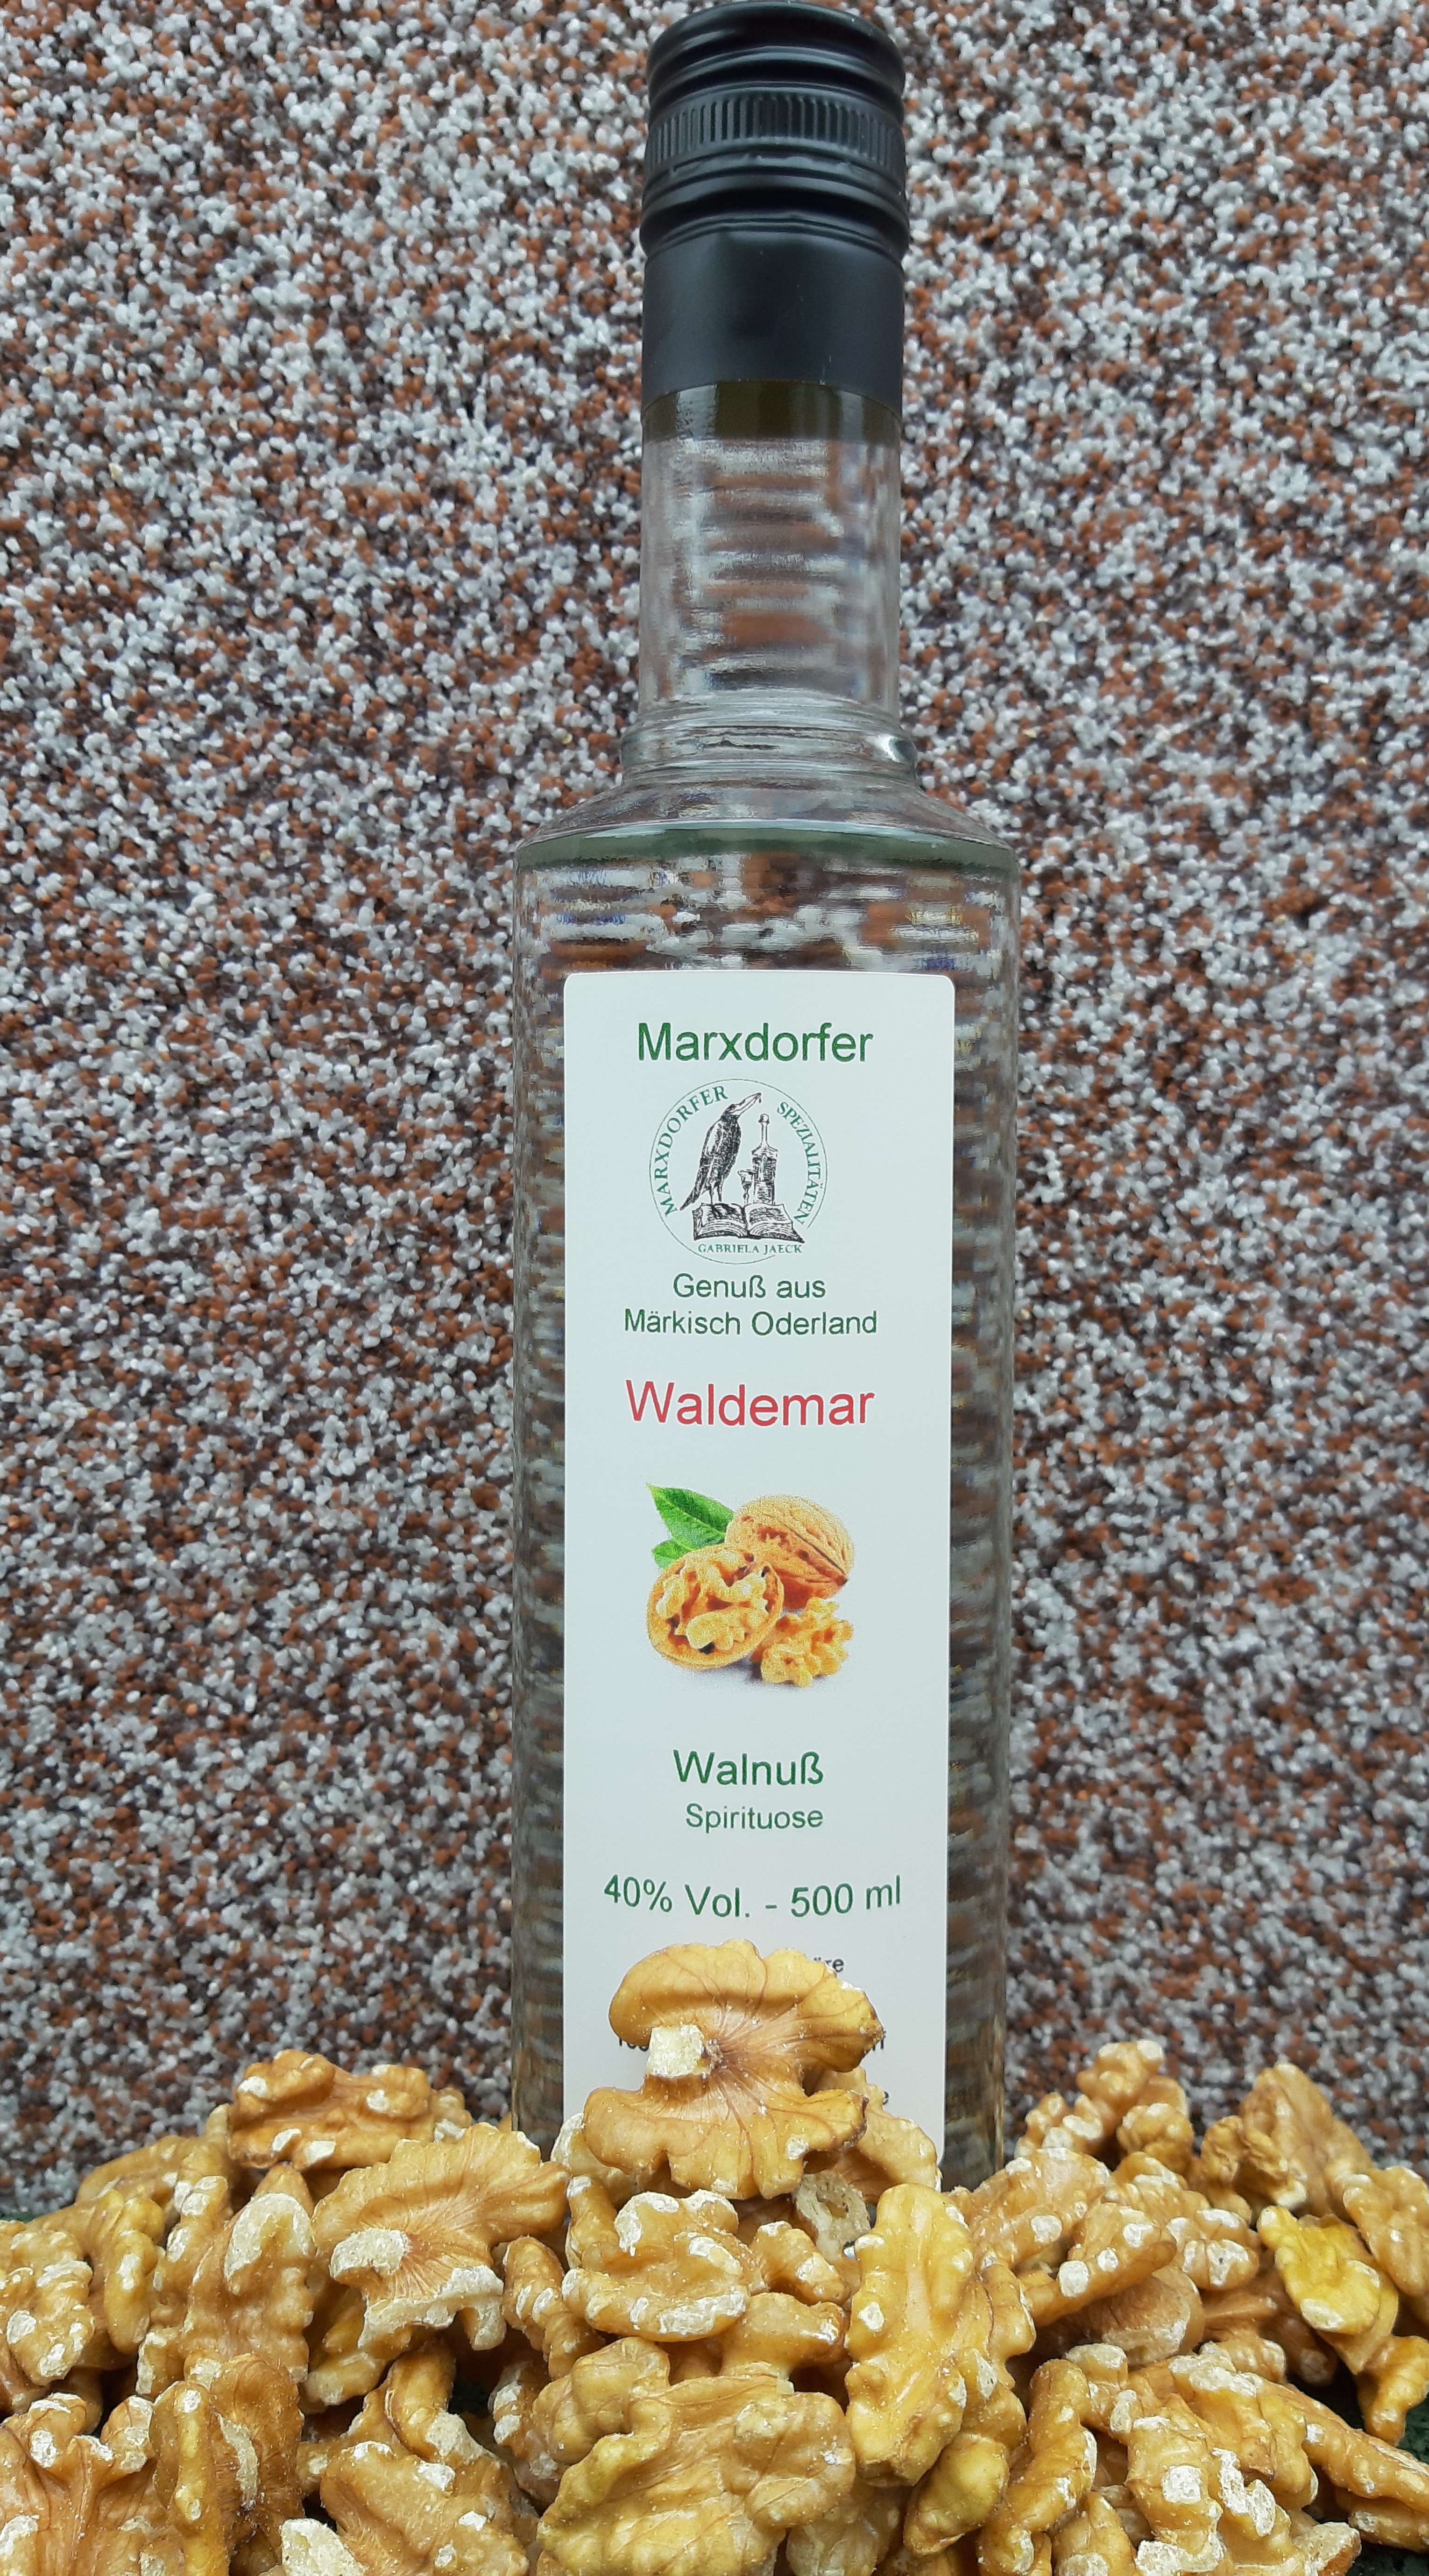 Marxdorfer
MARXDORFER SPEZIALITÄTEN
GABRIELA JAECK
Genuß aus
Märkisch Oderland
Waldemar
Walnuß
Spirituose
40% Vol. - 500 ml